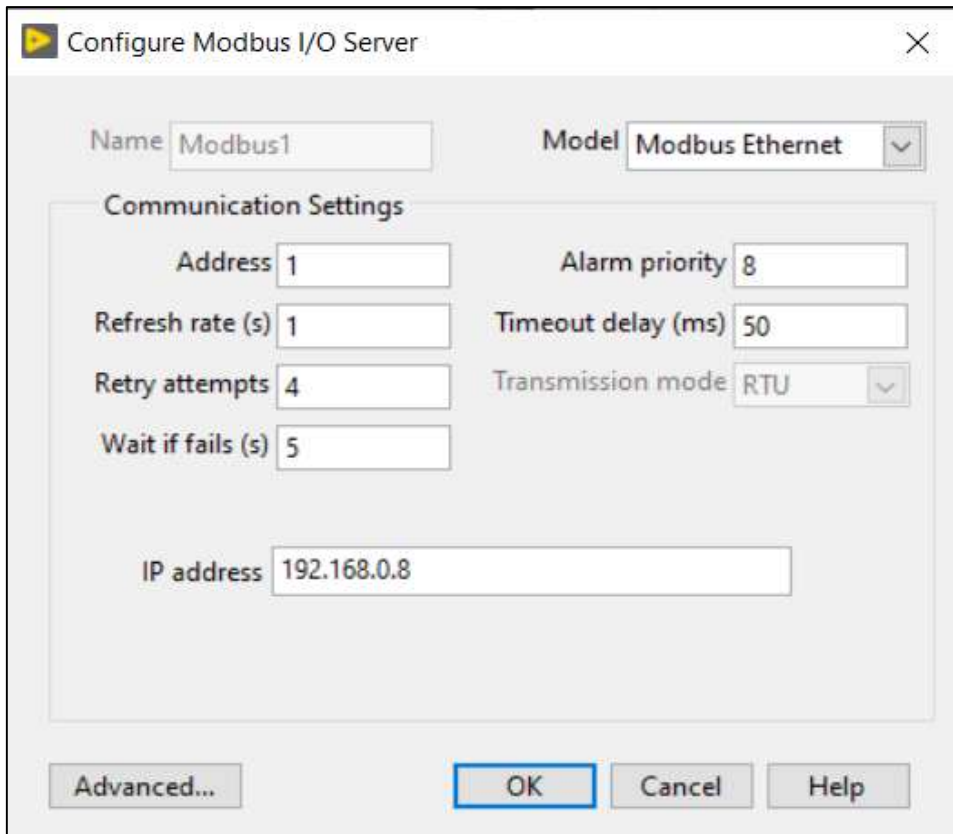 Configure Modbus I/O Server
Name Modbus1 Model Modbus Ethernet
Communication Settings
Address 1 Alarm priority 8
Refresh rate (s) 1 Timeout delay (ms) 50
Retry attempts 4 Transmission mode RTU
Wait if fails (s) 5
IP address 192.168.0.8
Advanced... OK Cancel Help